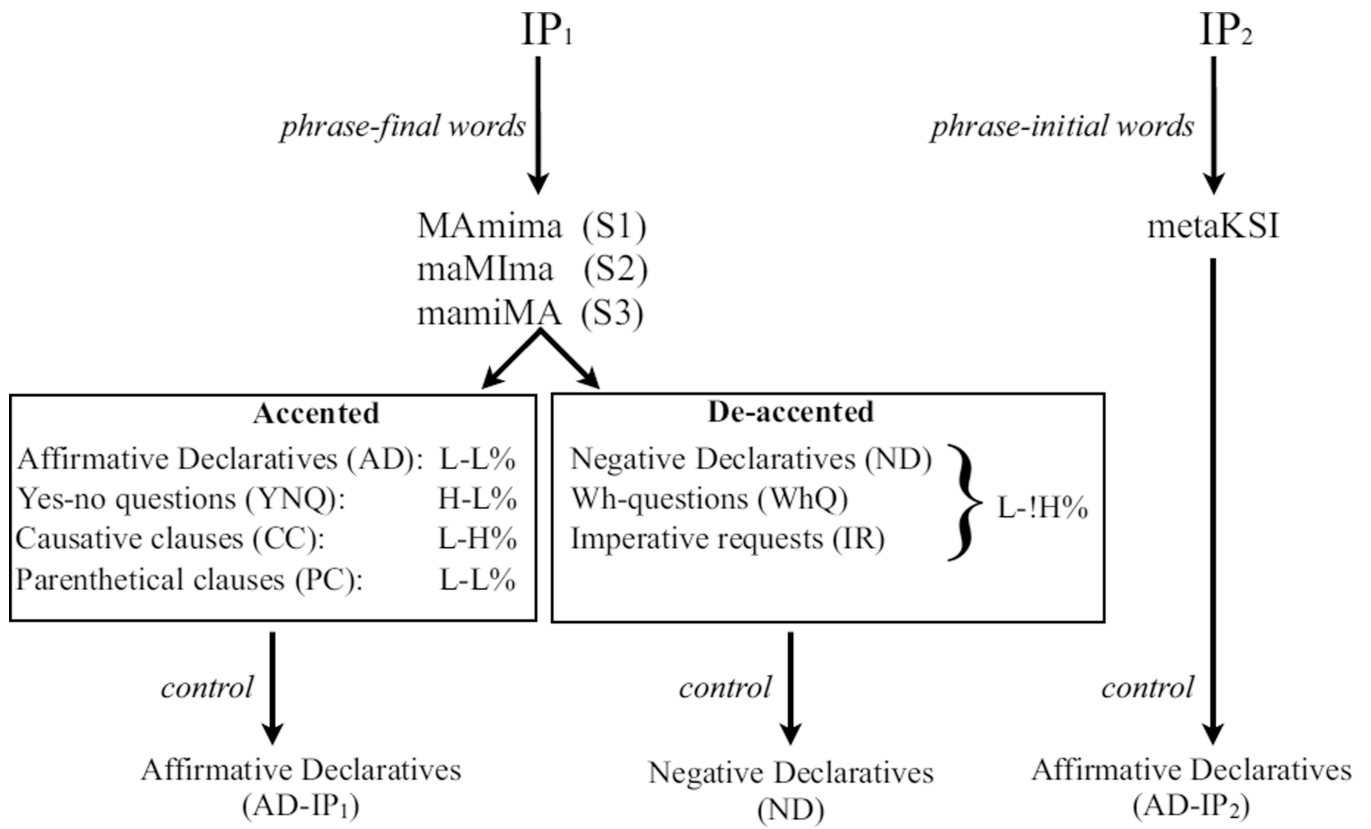 IP₁
IP₂
phrase-final words
phrase-initial words
MAmima (S1)
maMIma (S2)
mamiMA (S3)
metaKSI
Accented
Affirmative Declaratives (AD): L-L%
Yes-no questions (YNQ): H-L%
Causative clauses (CC): L-H%
Parenthetical clauses (PC): L-L%
De-accented
Negative Declaratives (ND)
Wh-questions (WhQ)
Imperative requests (IR)
L-!H%
control
control
control
Affirmative Declaratives
(AD-IP₁)
Negative Declaratives
(ND)
Affirmative Declaratives
(AD-IP₂)